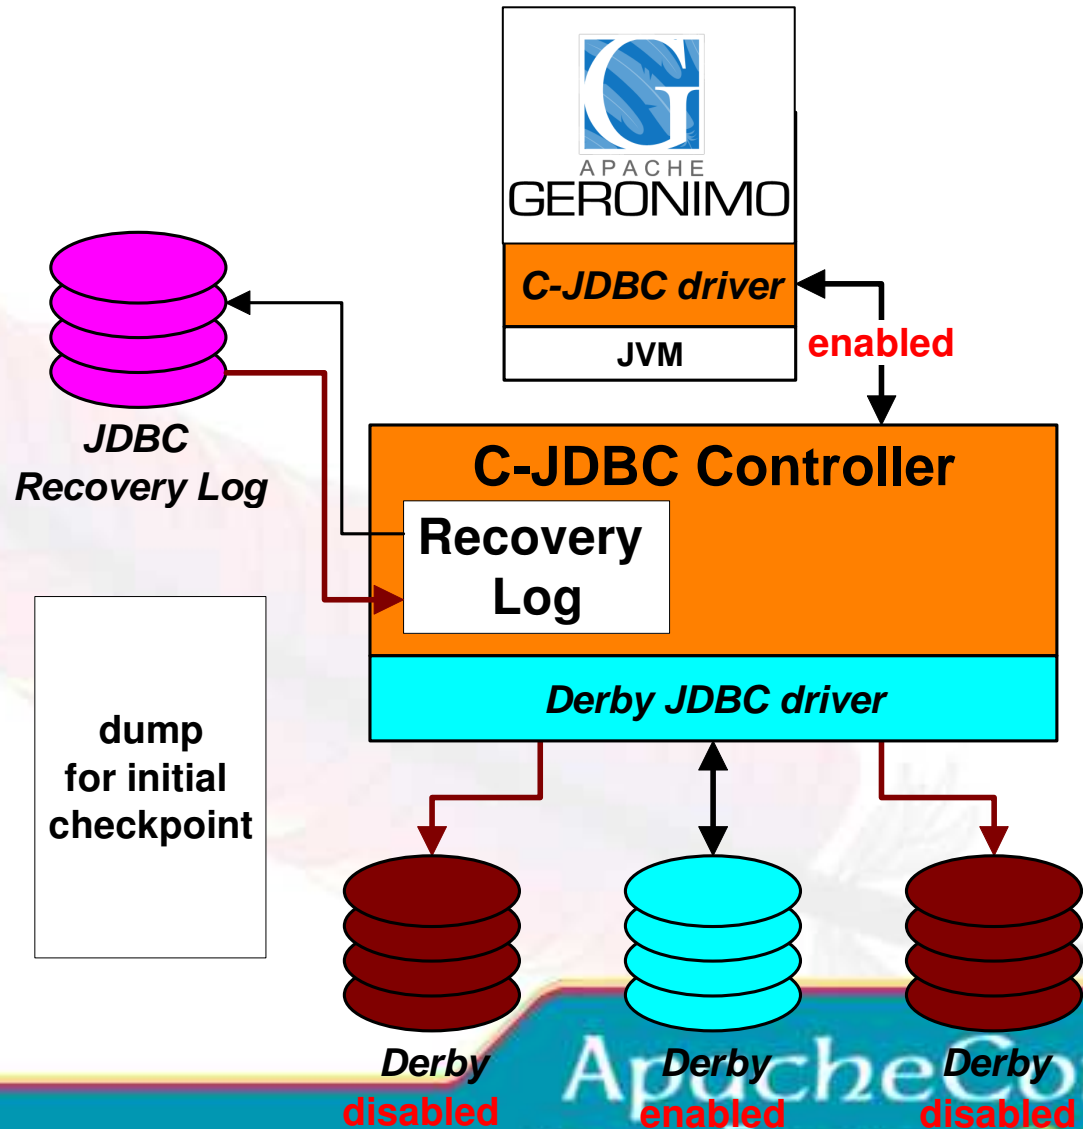 G
APACHE
GERONIMO
C-JDBC driver
JVM
enabled
JDBC
Recovery Log
C-JDBC Controller
Recovery
Log
Derby JDBC driver
dump
for initial
checkpoint
Derby
disabled
Derby
enabled
Derby
disabled
ApacheCo